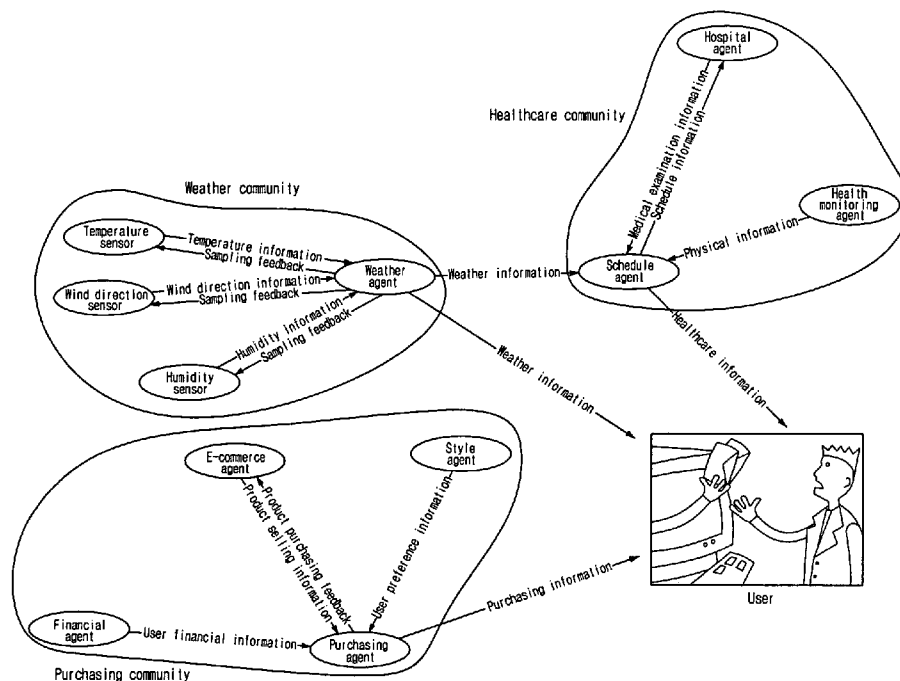 Hospital
agent
Healthcare community
Medical examination information
Schedule information
Health
monitoring
agent
Physical information
Schedule
agent
Healthcare information
Weather community
Temperature
sensor
Temperature information
Sampling feedback
Wind direction
sensor
Wind direction information
Sampling feedback
Weather
agent
Weather information
Humidity information
Sampling feedback
Humidity
sensor
Weather information
E-commerce
agent
Style
agent
Product purchasing feedback
Product selling information
User preference information
Financial
agent
User financial information
Purchasing
agent
Purchasing information
User
Purchasing community